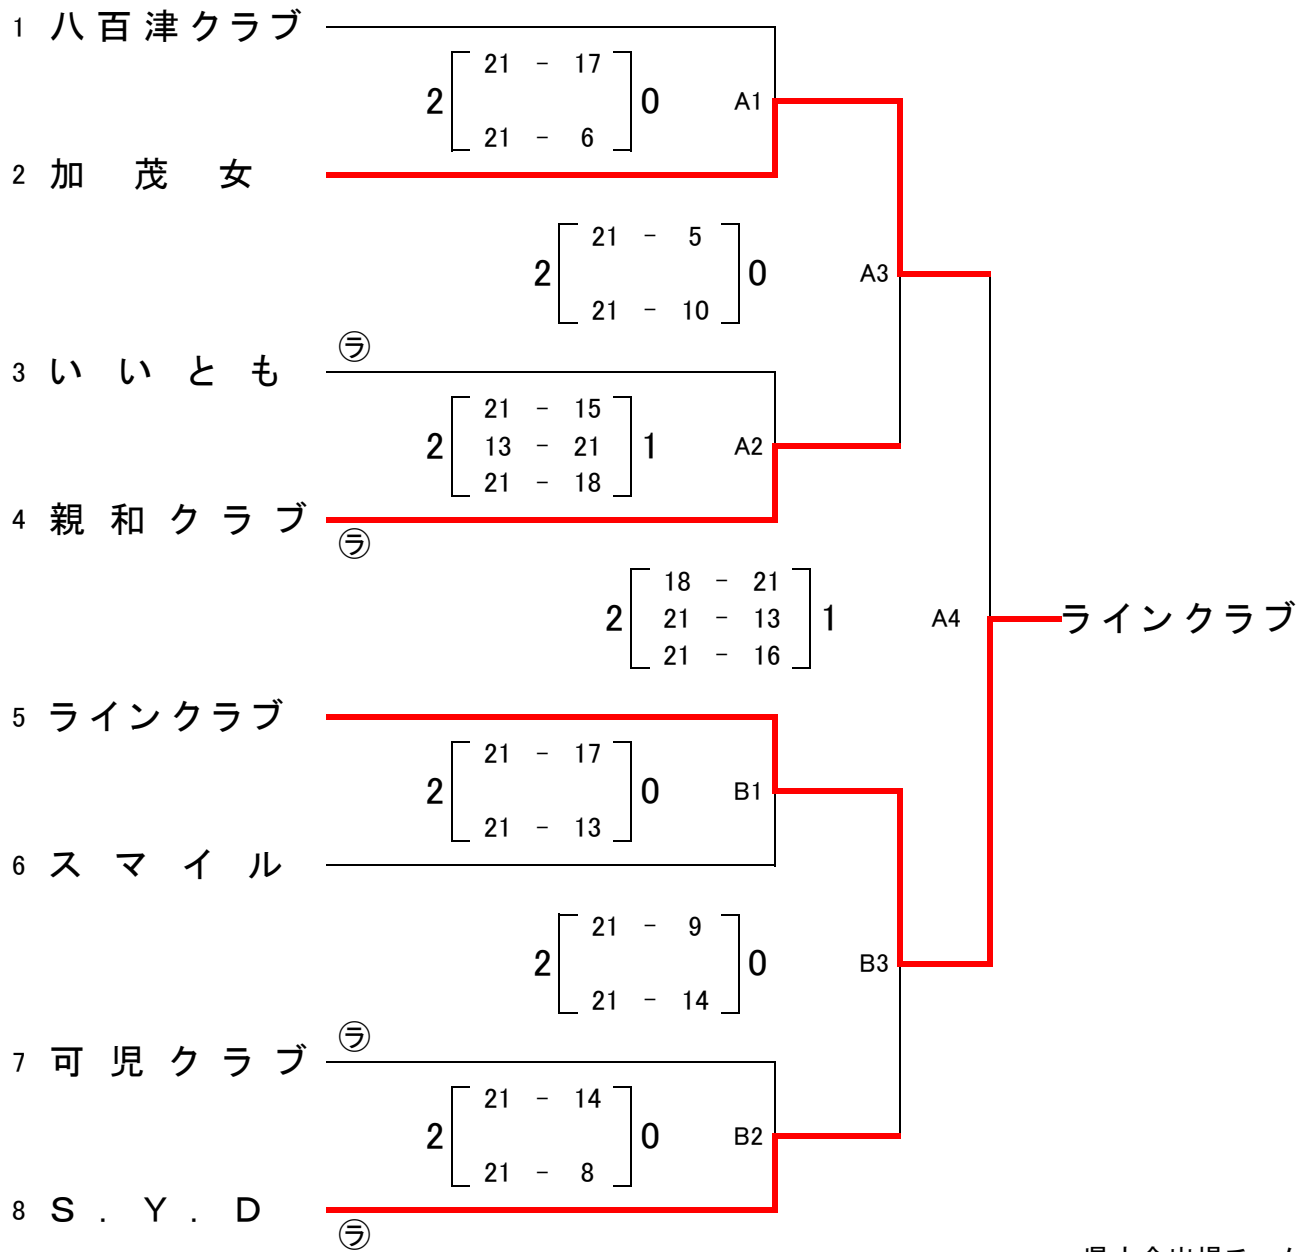 1 八百津クラブ
21 - 17
2 0 A1
21 - 6
2 加茂女
21 - 5
2 0 A3
21 - 10
㋶
3 いいとも
21 - 15
2 13 - 21 1 A2
21 - 18
4 親和クラブ
㋶
18 - 21
2 21 - 13 1 A4 ラインクラブ
21 - 16
5 ラインクラブ
21 - 17
2 0 B1
21 - 13
6 スマイル
21 - 9
2 0 B3
21 - 14
㋶
7 可児クラブ
21 - 14
2 0 B2
21 - 8
8 S.Y.D
㋶